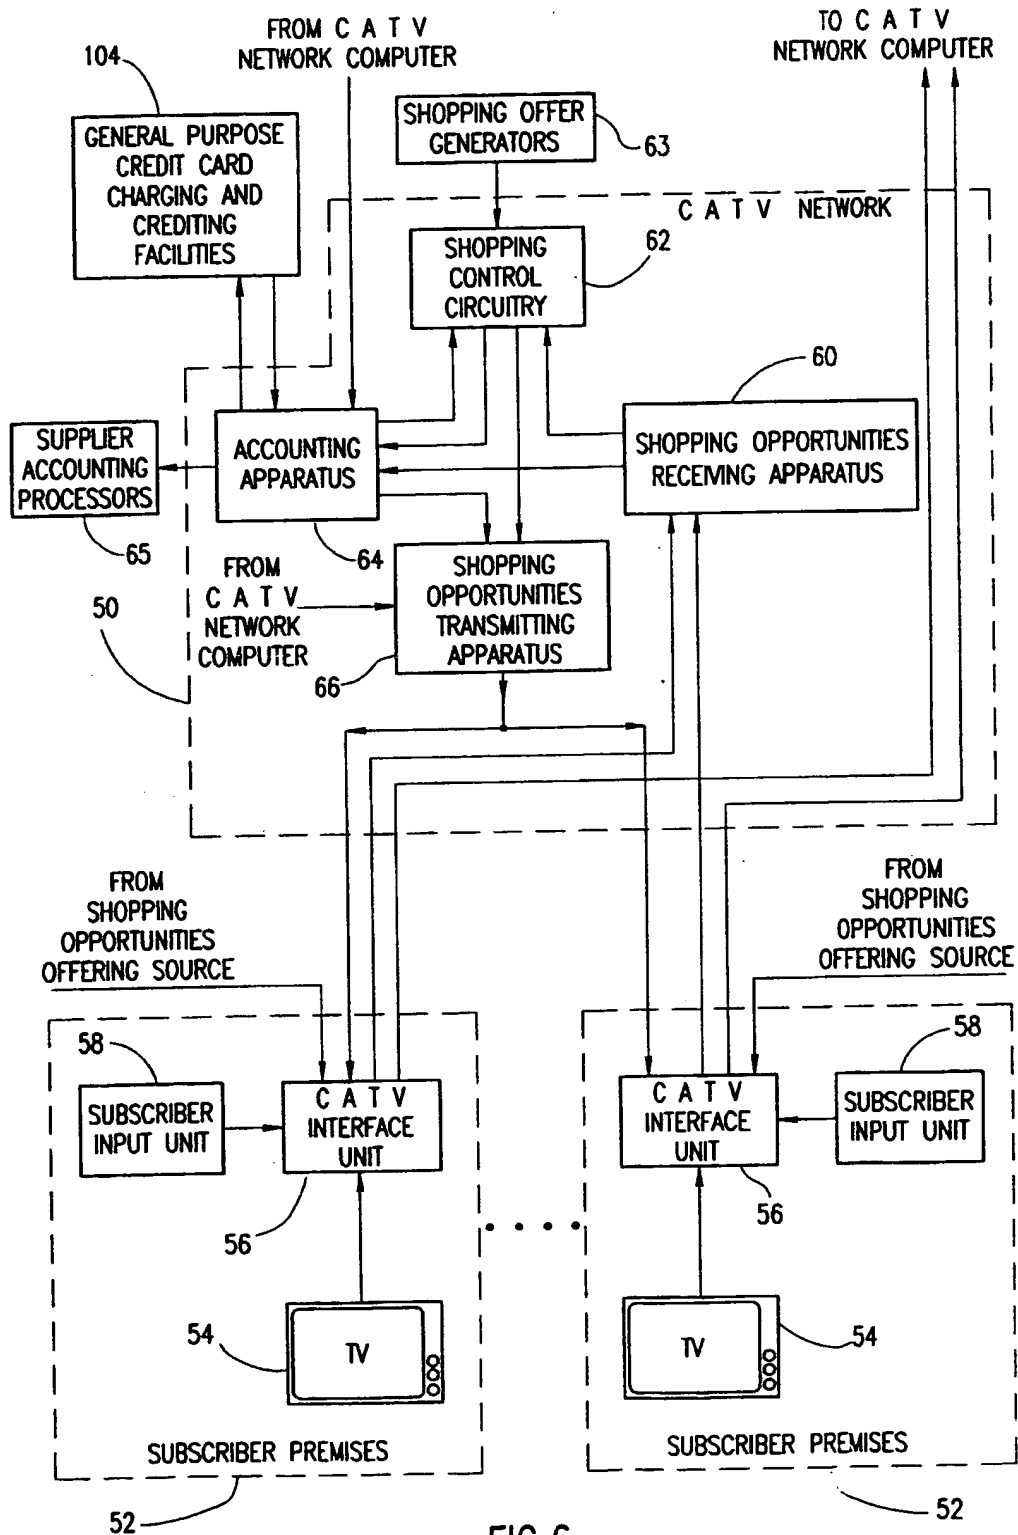 FROM C A T V
NETWORK COMPUTER
TO C A T V
NETWORK COMPUTER
104
GENERAL PURPOSE
CREDIT CARD
CHARGING AND
CREDITING
FACILITIES
SHOPPING OFFER
GENERATORS
63
C A T V NETWORK
SHOPPING
CONTROL
CIRCUITRY
62
60
SUPPLIER
ACCOUNTING
PROCESSORS
65
ACCOUNTING
APPARATUS
64
SHOPPING OPPORTUNITIES
RECEIVING APPARATUS
50
FROM
C A T V
NETWORK
COMPUTER
SHOPPING
OPPORTUNITIES
TRANSMITTING
APPARATUS
66
FROM
SHOPPING
OPPORTUNITIES
OFFERING SOURCE
FROM
SHOPPING
OPPORTUNITIES
OFFERING SOURCE
58
SUBSCRIBER
INPUT UNIT
C A T V
INTERFACE
UNIT
56
54
TV
SUBSCRIBER PREMISES
52
58
C A T V
INTERFACE
UNIT
SUBSCRIBER
INPUT UNIT
56
TV
54
SUBSCRIBER PREMISES
52
FIG.6